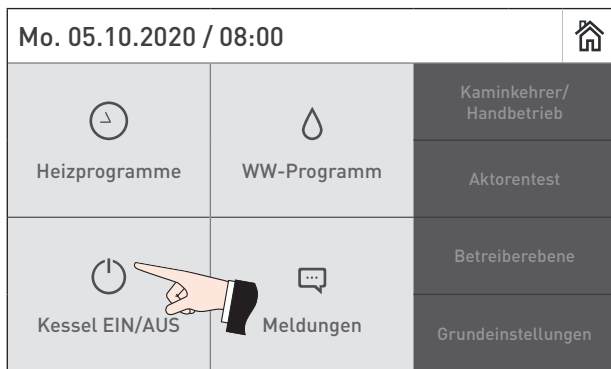 Mo. 05.10.2020 / 08:00
Heizprogramme
WW-Programm
Kaminkehrer/
Handbetrieb
Aktorentest
Kessel EIN/AUS
Meldungen
Betreiberebene
Grundeinstellungen